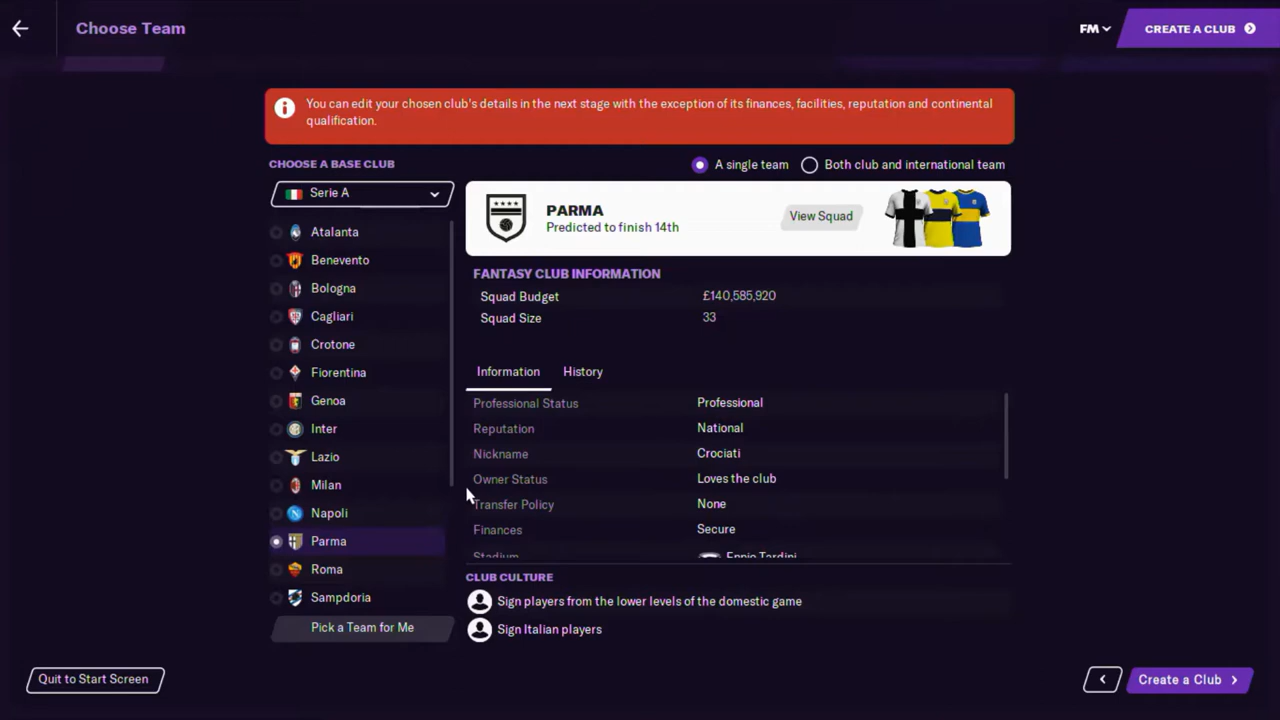 Choose Team
FM
CREATE A CLUB
You can edit your chosen club's details in the next stage with the exception of its finances, facilities, reputation and continental
qualification.
CHOOSE A BASE CLUB
A single team
Both club and international team
Serie A
Atalanta
Benevento
Bologna
Cagliari
Crotone
Fiorentina
Genoa
Inter
Lazio
Milan
Napoli
Parma
Roma
Sampdoria
Pick a Team for Me
PARMA
Predicted to finish 14th
View Squad
FANTASY CLUB INFORMATION
Squad Budget £140,585,920
Squad Size 33
Information History
Professional Status Professional
Reputation National
Nickname Crociati
Owner Status Loves the club
Transfer Policy None
Finances Secure
Stadium Ennio Tardini
CLUB CULTURE
Sign players from the lower levels of the domestic game
Sign Italian players
Quit to Start Screen
Create a Club